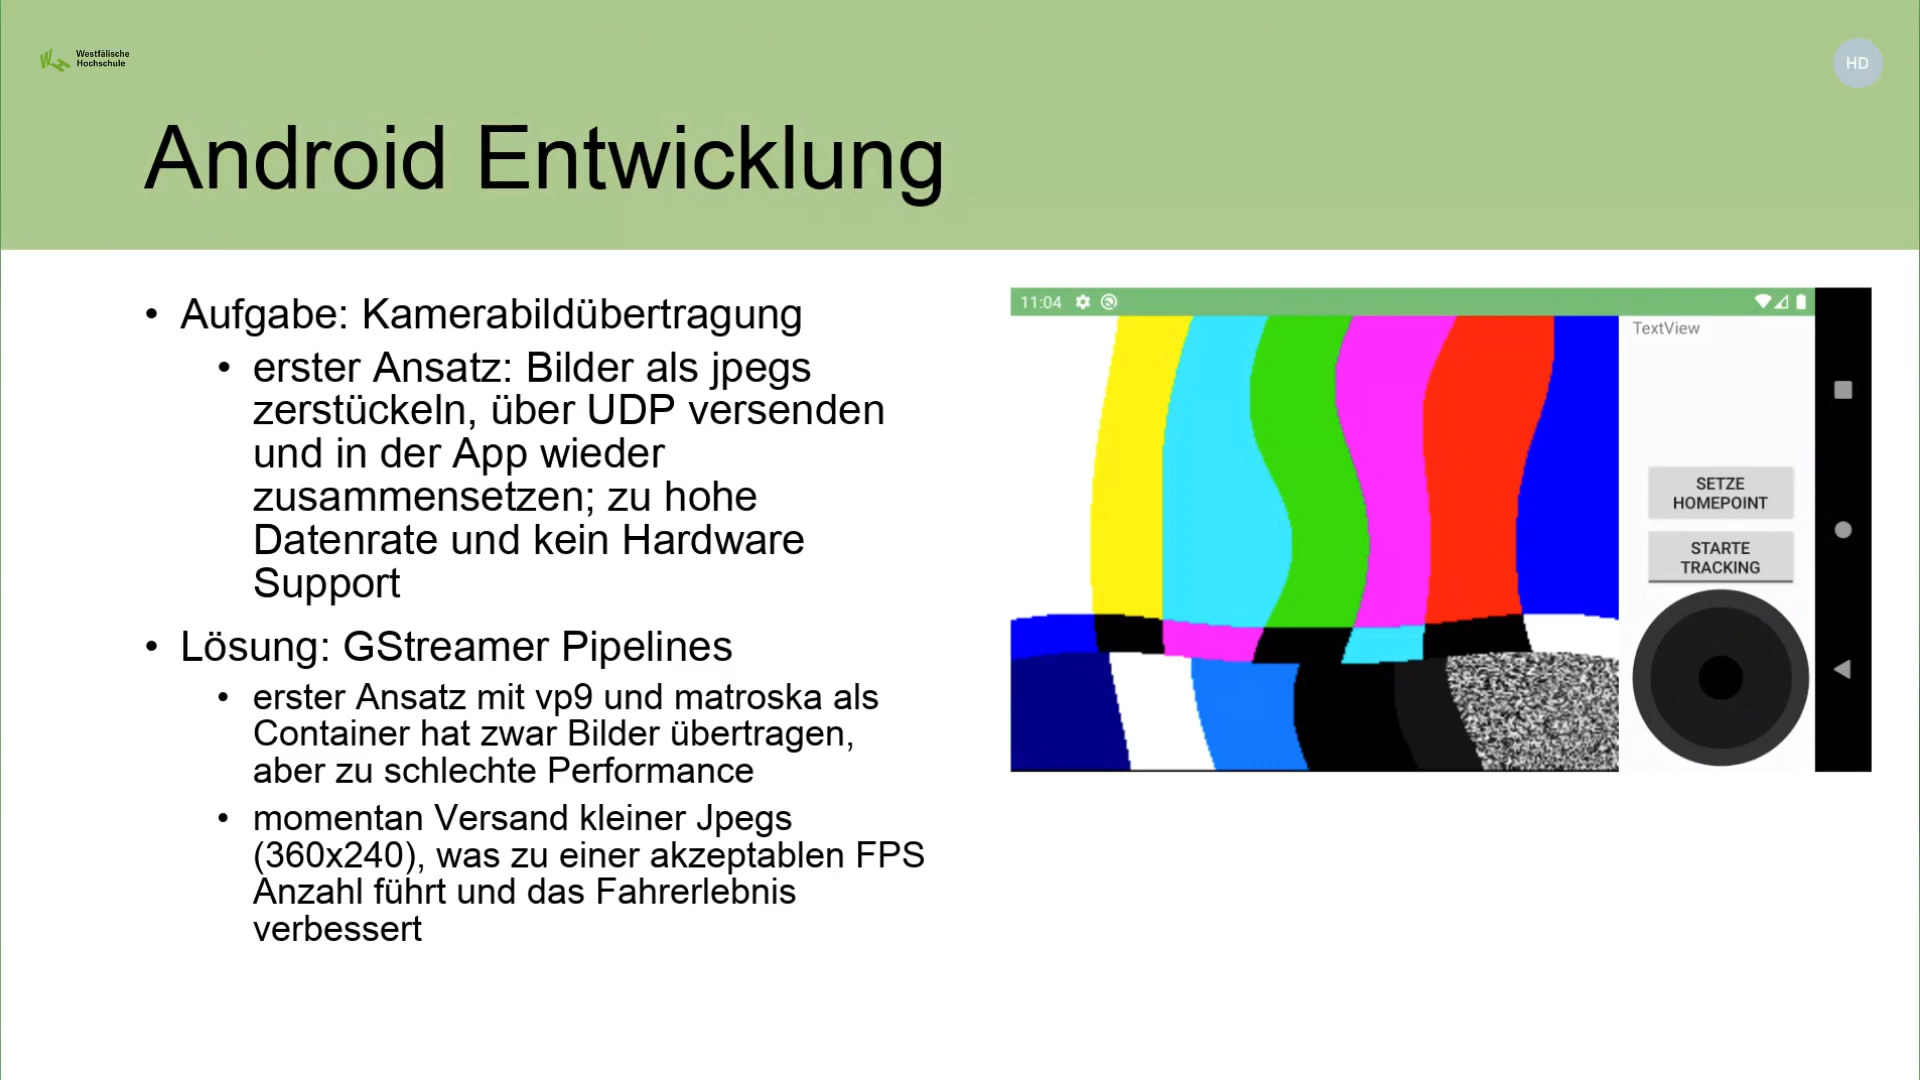 Westfälische
Hochschule
HD
Android Entwicklung
• Aufgabe: Kamerabildübertragung
• erster Ansatz: Bilder als jpegs
zerstückeln, über UDP versenden
und in der App wieder
zusammensetzen; zu hohe
Datenrate und kein Hardware
Support
• Lösung: GStreamer Pipelines
• erster Ansatz mit vp9 und matroska als
Container hat zwar Bilder übertragen,
aber zu schlechte Performance
• momentan Versand kleiner Jpegs
(360x240), was zu einer akzeptablen FPS
Anzahl führt und das Fahrerlebnis
verbessert
11:04
TextView
SETZE
HOMEPOINT
STARTE
TRACKING